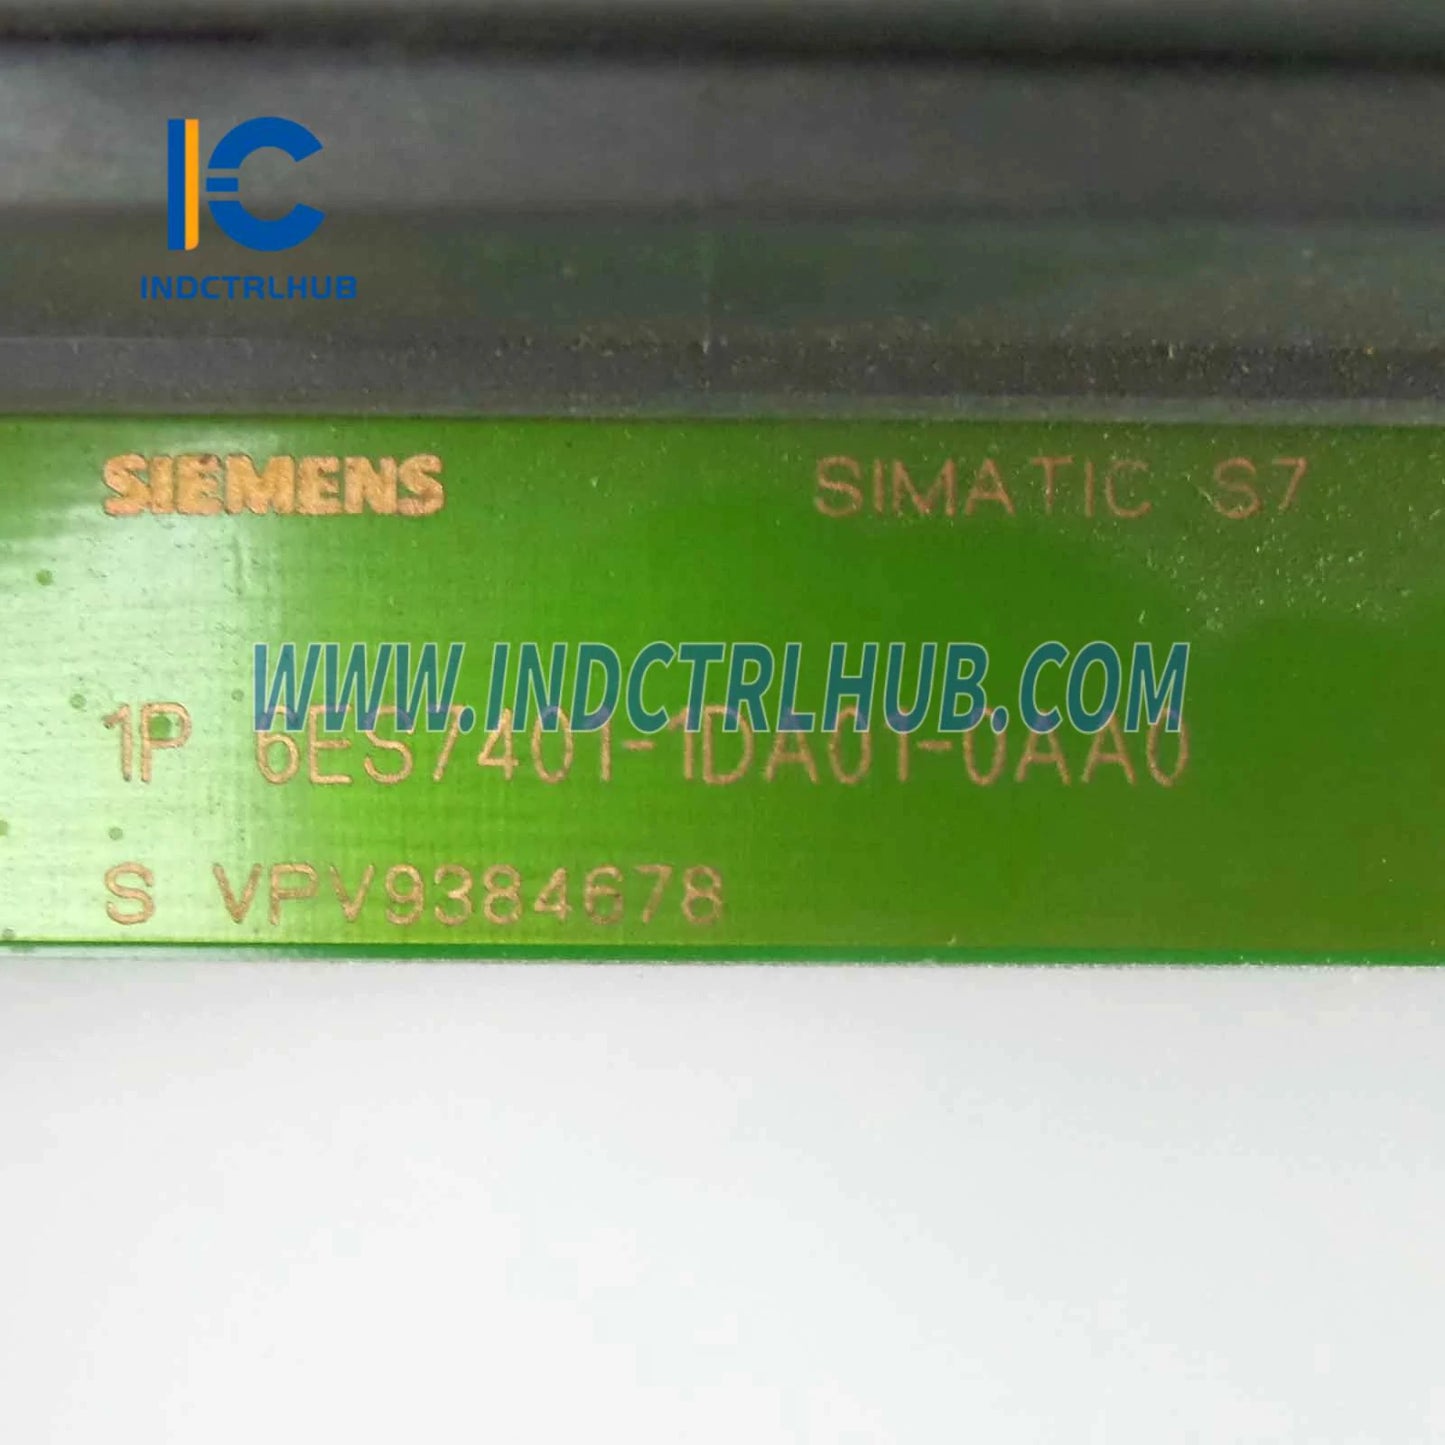 INDCTRLHUB
SIEMENS SIMATIC S7
WWW.INDCTRLHUB.COM
1P 6ES7401-1DA01-0AA0
S VPV9384678